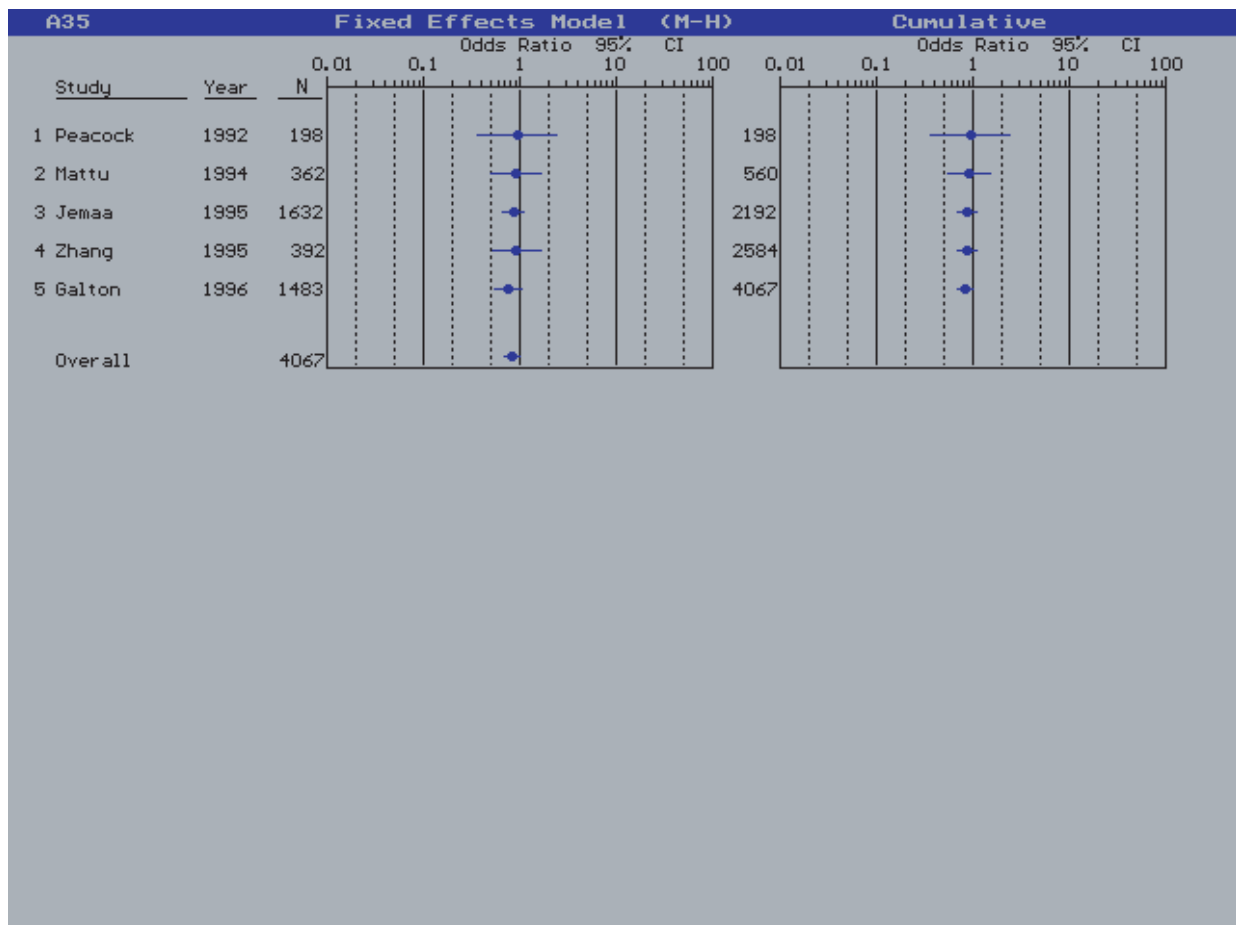 A35 Fixed Effects Model (M-H) Cumulative
Odds Ratio 95% CI Odds Ratio 95% CI
0.01 0.1 1 10 100 0.01 0.1 1 10 100
Study Year N
1 Peacock 1992 198 198
2 Mattu 1994 362 560
3 Jemaa 1995 1632 2192
4 Zhang 1995 392 2584
5 Galton 1996 1483 4067
Overall 4067